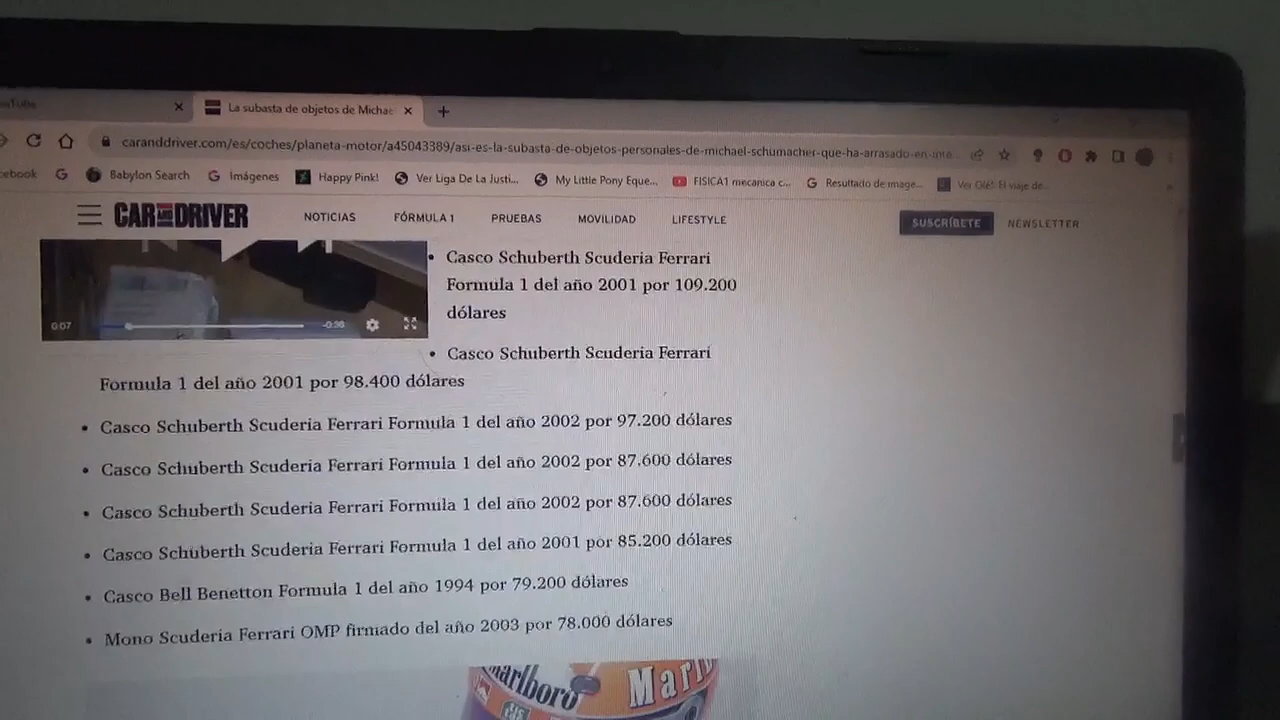 La subasta de objetos de Michae
caranddriver.com/es/coches/planeta-motor/a45043389/asi-es-la-subasta-de-objetos-personales-de-michael-schumacher-que-ha-arrasado-en-inte...
Babylon Search Imágenes Happy Pink! Ver Liga De La Justi... My Little Pony Eque... FISICA1 mecanica c... Resultado de image... Ver Glé!: El viaje de...
CAR AND DRIVER NOTICIAS FÓRMULA 1 PRUEBAS MOVILIDAD LIFESTYLE SUSCRÍBETE NEWSLETTER
• Casco Schuberth Scuderia Ferrari
Formula 1 del año 2001 por 109.200
dólares
0:07
• Casco Schuberth Scuderia Ferrari
Formula 1 del año 2001 por 98.400 dólares
• Casco Schuberth Scuderia Ferrari Formula 1 del año 2002 por 97.200 dólares
• Casco Schuberth Scuderia Ferrari Formula 1 del año 2002 por 87.600 dólares
• Casco Schuberth Scuderia Ferrari Formula 1 del año 2002 por 87.600 dólares
• Casco Schuberth Scuderia Ferrari Formula 1 del año 2001 por 85.200 dólares
• Casco Bell Benetton Formula 1 del año 1994 por 79.200 dólares
• Mono Scuderia Ferrari OMP firmado del año 2003 por 78.000 dólares
Marlboro Marl